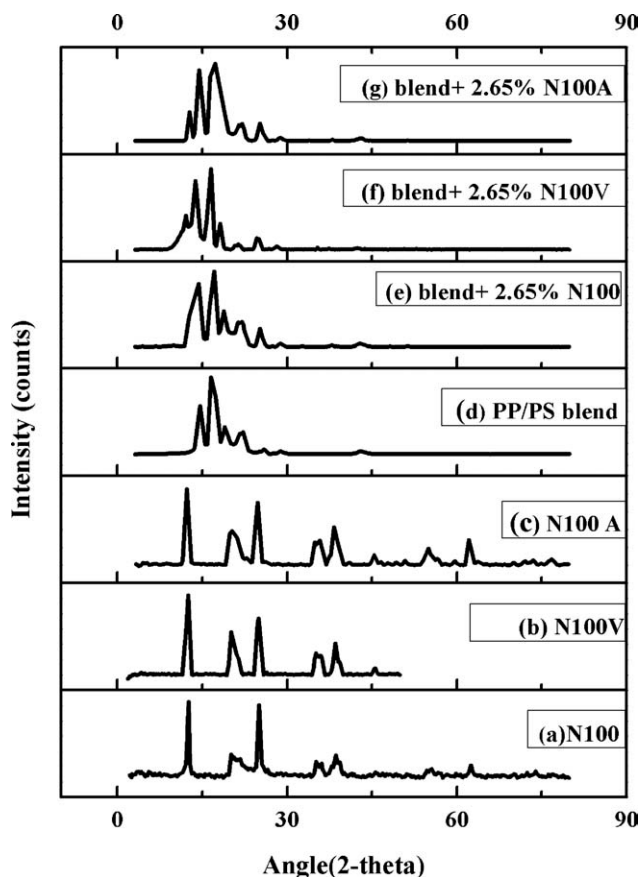 0 30 60 90
(g) blend+ 2.65% N100A
(f) blend+ 2.65% N100V
(e) blend+ 2.65% N100
(d) PP/PS blend
(c) N100 A
(b) N100V
(a)N100
Intensity (counts)
0 30 60 90
Angle(2-theta)